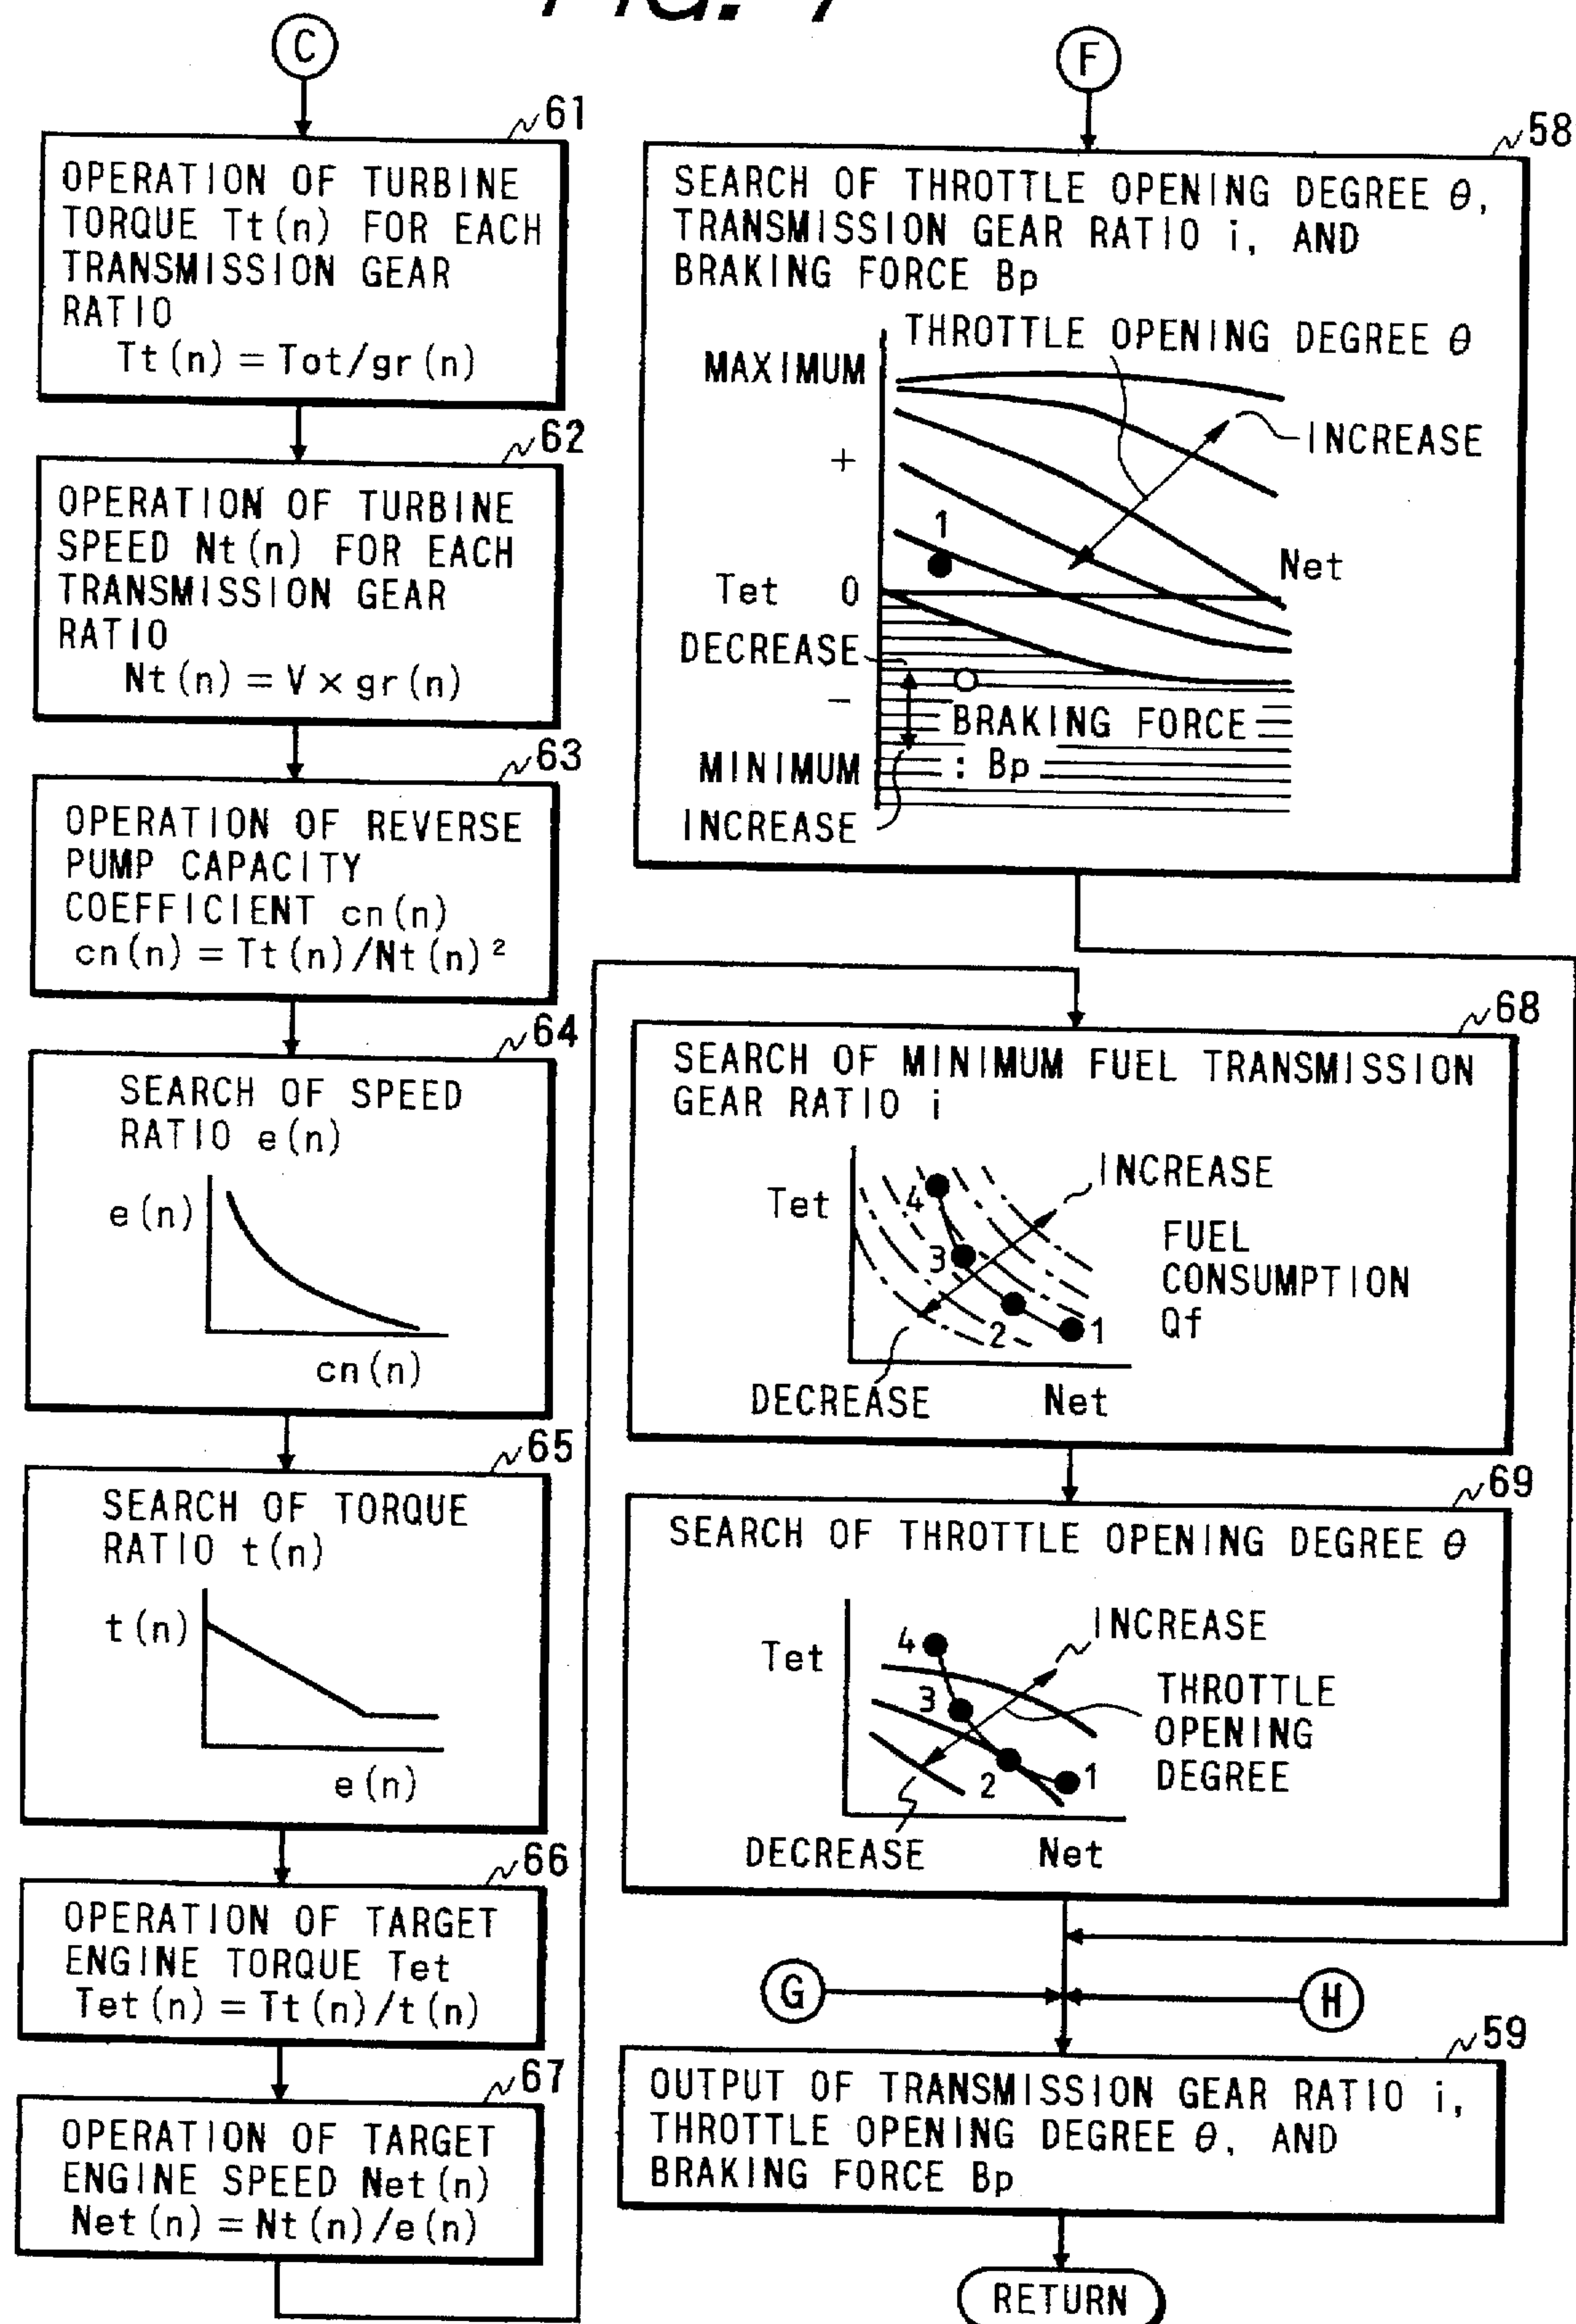 FIG. 7
C
61
OPERATION OF TURBINE
TORQUE Tt(n) FOR EACH
TRANSMISSION GEAR
RATIO
Tt(n) = Tot/gr(n)
62
OPERATION OF TURBINE
SPEED Nt(n) FOR EACH
TRANSMISSION GEAR
RATIO
Nt(n) = V × gr(n)
63
OPERATION OF REVERSE
PUMP CAPACITY
COEFFICIENT cn(n)
cn(n) = Tt(n)/Nt(n)²
64
SEARCH OF SPEED
RATIO e(n)
e(n)
cn(n)
65
SEARCH OF TORQUE
RATIO t(n)
t(n)
e(n)
66
OPERATION OF TARGET
ENGINE TORQUE Tet
Tet(n) = Tt(n)/t(n)
67
OPERATION OF TARGET
ENGINE SPEED Net(n)
Net(n) = Nt(n)/e(n)
F
58
SEARCH OF THROTTLE OPENING DEGREE θ,
TRANSMISSION GEAR RATIO i, AND
BRAKING FORCE Bp
THROTTLE OPENING DEGREE θ
MAXIMUM
INCREASE
+
1
Net
Tet 0
DECREASE
−
BRAKING FORCE
MINIMUM : Bp
INCREASE
68
SEARCH OF MINIMUM FUEL TRANSMISSION
GEAR RATIO i
INCREASE
Tet
4
FUEL
3
CONSUMPTION
Qf
2
1
DECREASE Net
69
SEARCH OF THROTTLE OPENING DEGREE θ
INCREASE
4
Tet
3
THROTTLE
OPENING
2
1
DEGREE
DECREASE Net
G
H
59
OUTPUT OF TRANSMISSION GEAR RATIO i,
THROTTLE OPENING DEGREE θ, AND
BRAKING FORCE Bp
RETURN